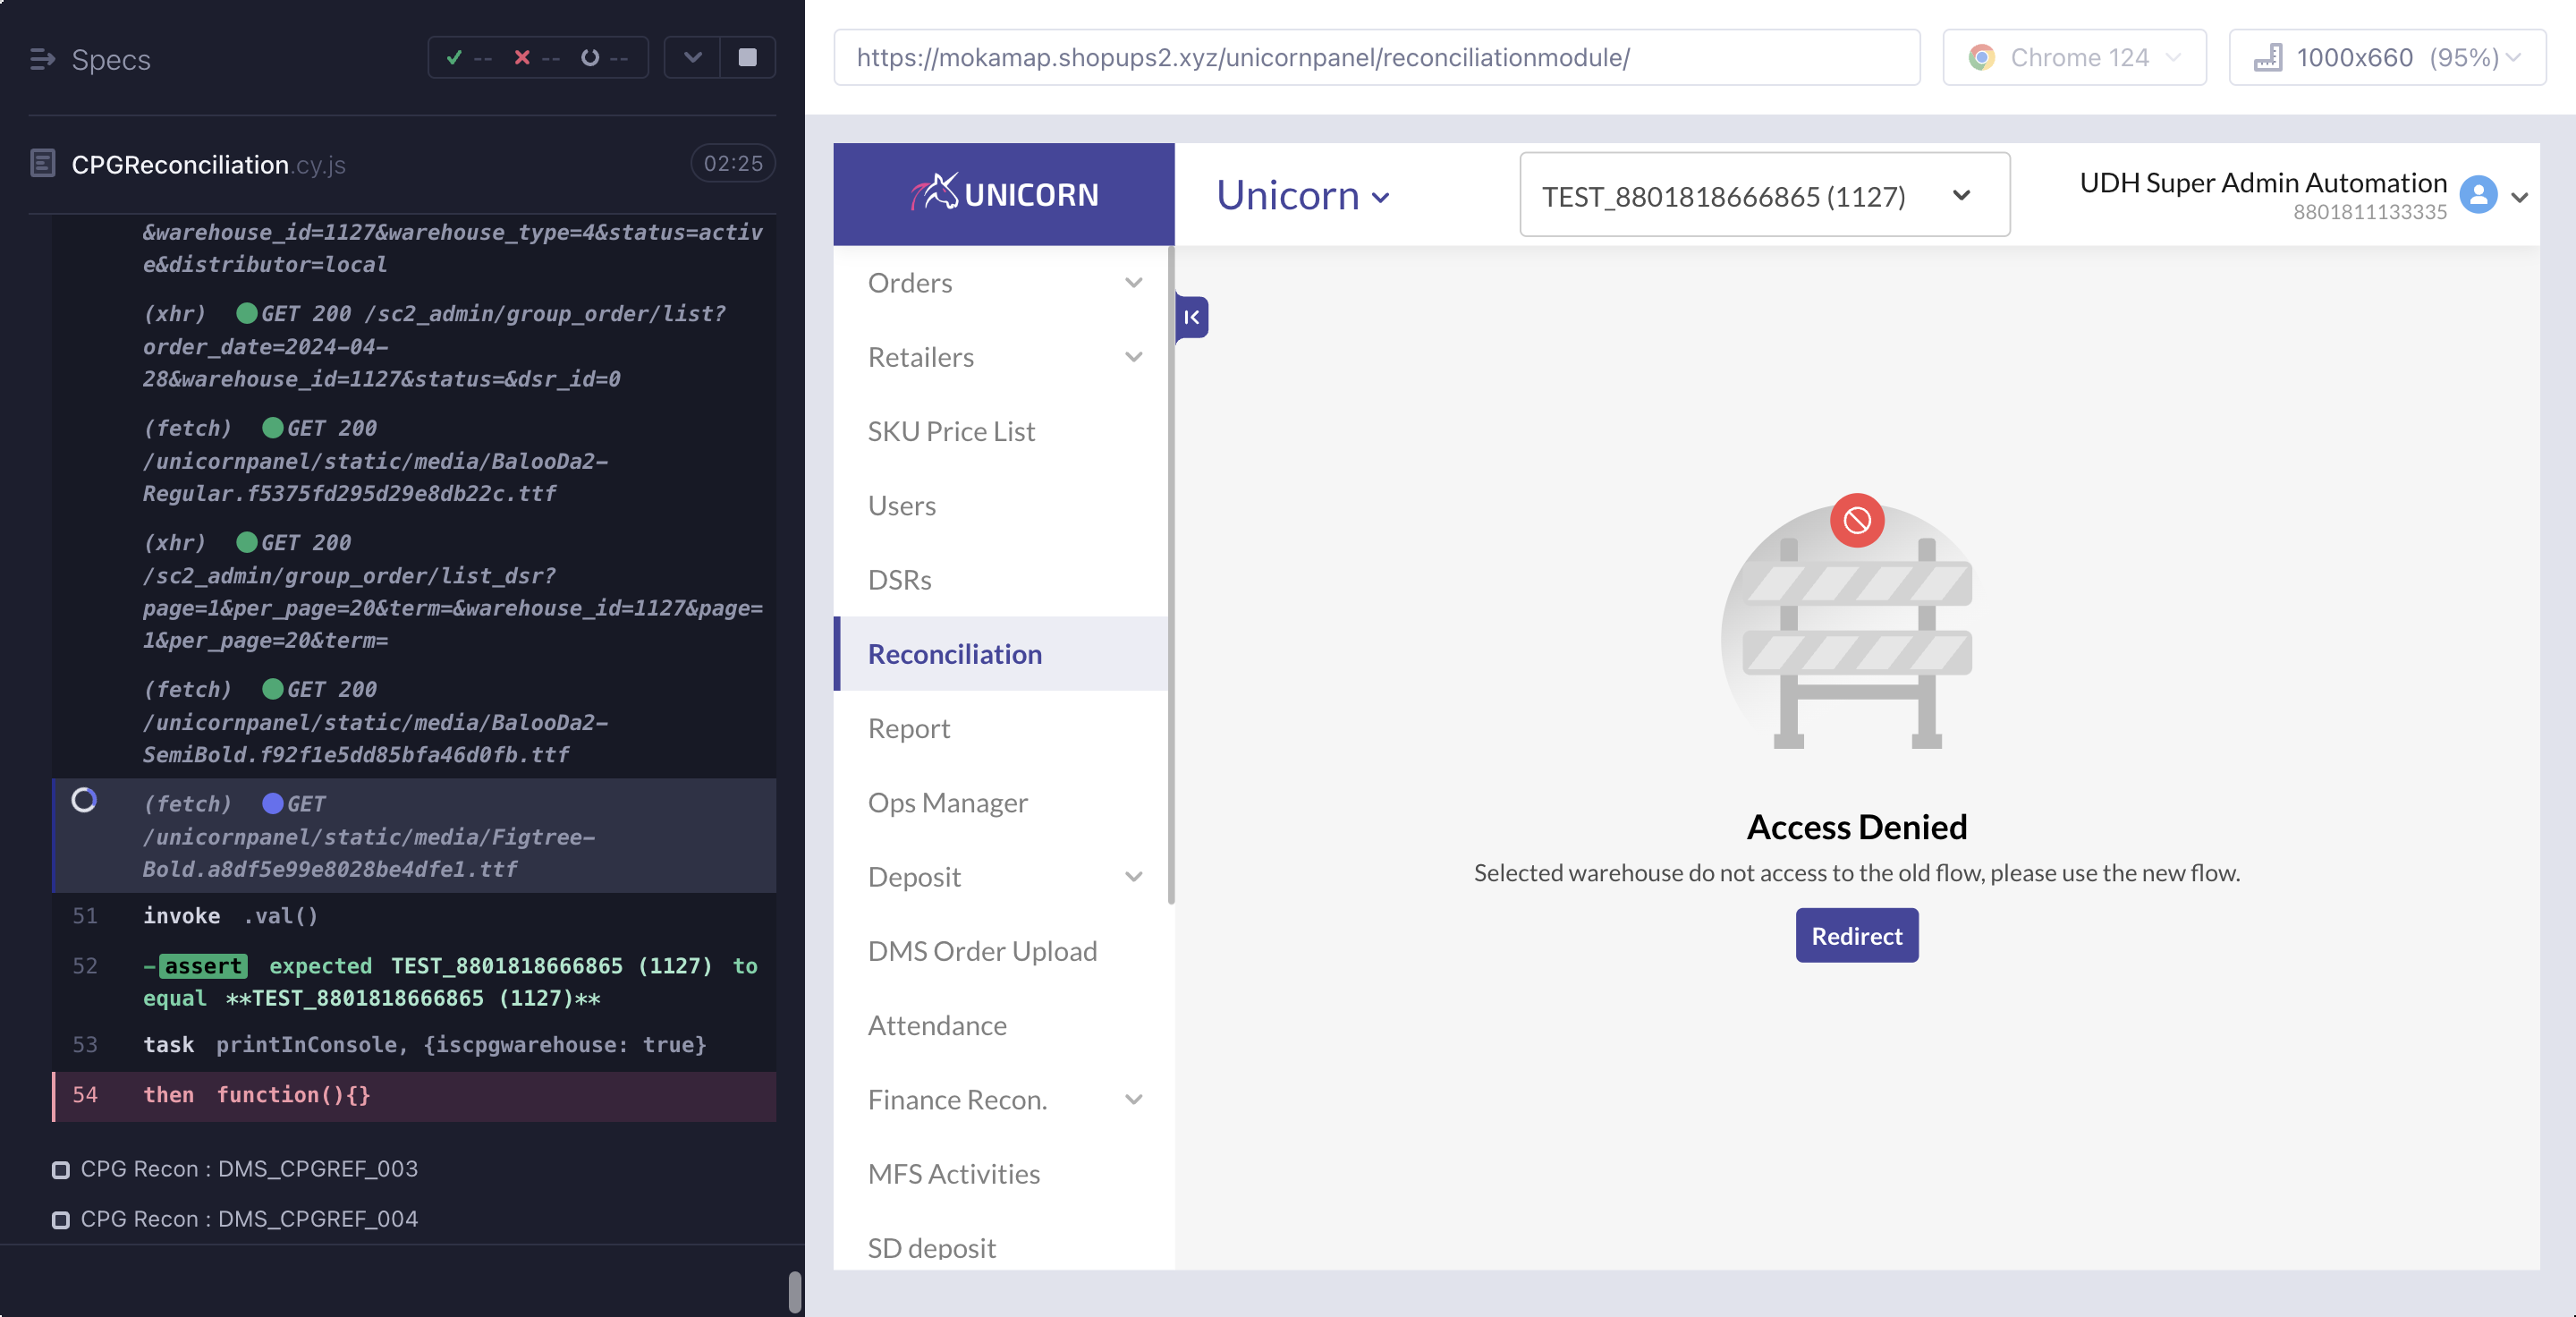 Specs
-- -- --
CPGReconciliation.cy.js
02:25
&warehouse_id=1127&warehouse_type=4&status=activ
e&distributor=local
(xhr) GET 200 /sc2_admin/group_order/list?
order_date=2024-04-
28&warehouse_id=1127&status=&dsr_id=0
(fetch) GET 200
/unicornpanel/static/media/BalooDa2-
Regular.f5375fd295d29e8db22c.ttf
(xhr) GET 200
/sc2_admin/group_order/list_dsr?
page=1&per_page=20&term=&warehouse_id=1127&page=
1&per_page=20&term=
(fetch) GET 200
/unicornpanel/static/media/BalooDa2-
SemiBold.f92f1e5dd85bfa46d0fb.ttf
(fetch) GET
/unicornpanel/static/media/Figtree-
Bold.a8df5e99e8028be4dfe1.ttf
51 invoke .val()
52 -assert expected TEST_8801818666865 (1127) to
equal **TEST_8801818666865 (1127)**
53 task printInConsole, {iscpgwarehouse: true}
54 then function(){}
CPG Recon : DMS_CPGREF_003
CPG Recon : DMS_CPGREF_004
https://mokamap.shopups2.xyz/unicornpanel/reconciliationmodule/
Chrome 124
1000x660 (95%)
UNICORN
Unicorn
TEST_8801818666865 (1127)
UDH Super Admin Automation
8801811133335
Orders
Retailers
SKU Price List
Users
DSRs
Reconciliation
Report
Ops Manager
Deposit
DMS Order Upload
Attendance
Finance Recon.
MFS Activities
SD deposit
Access Denied
Selected warehouse do not access to the old flow, please use the new flow.
Redirect